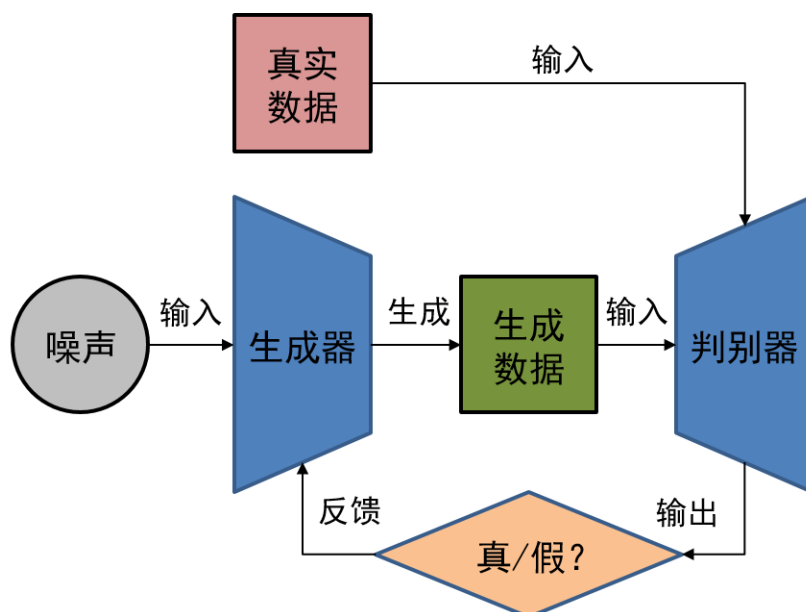 真实
数据
输入
噪声
输入
生成器
生成
生成
数据
输入
判别器
反馈
真/假?
输出